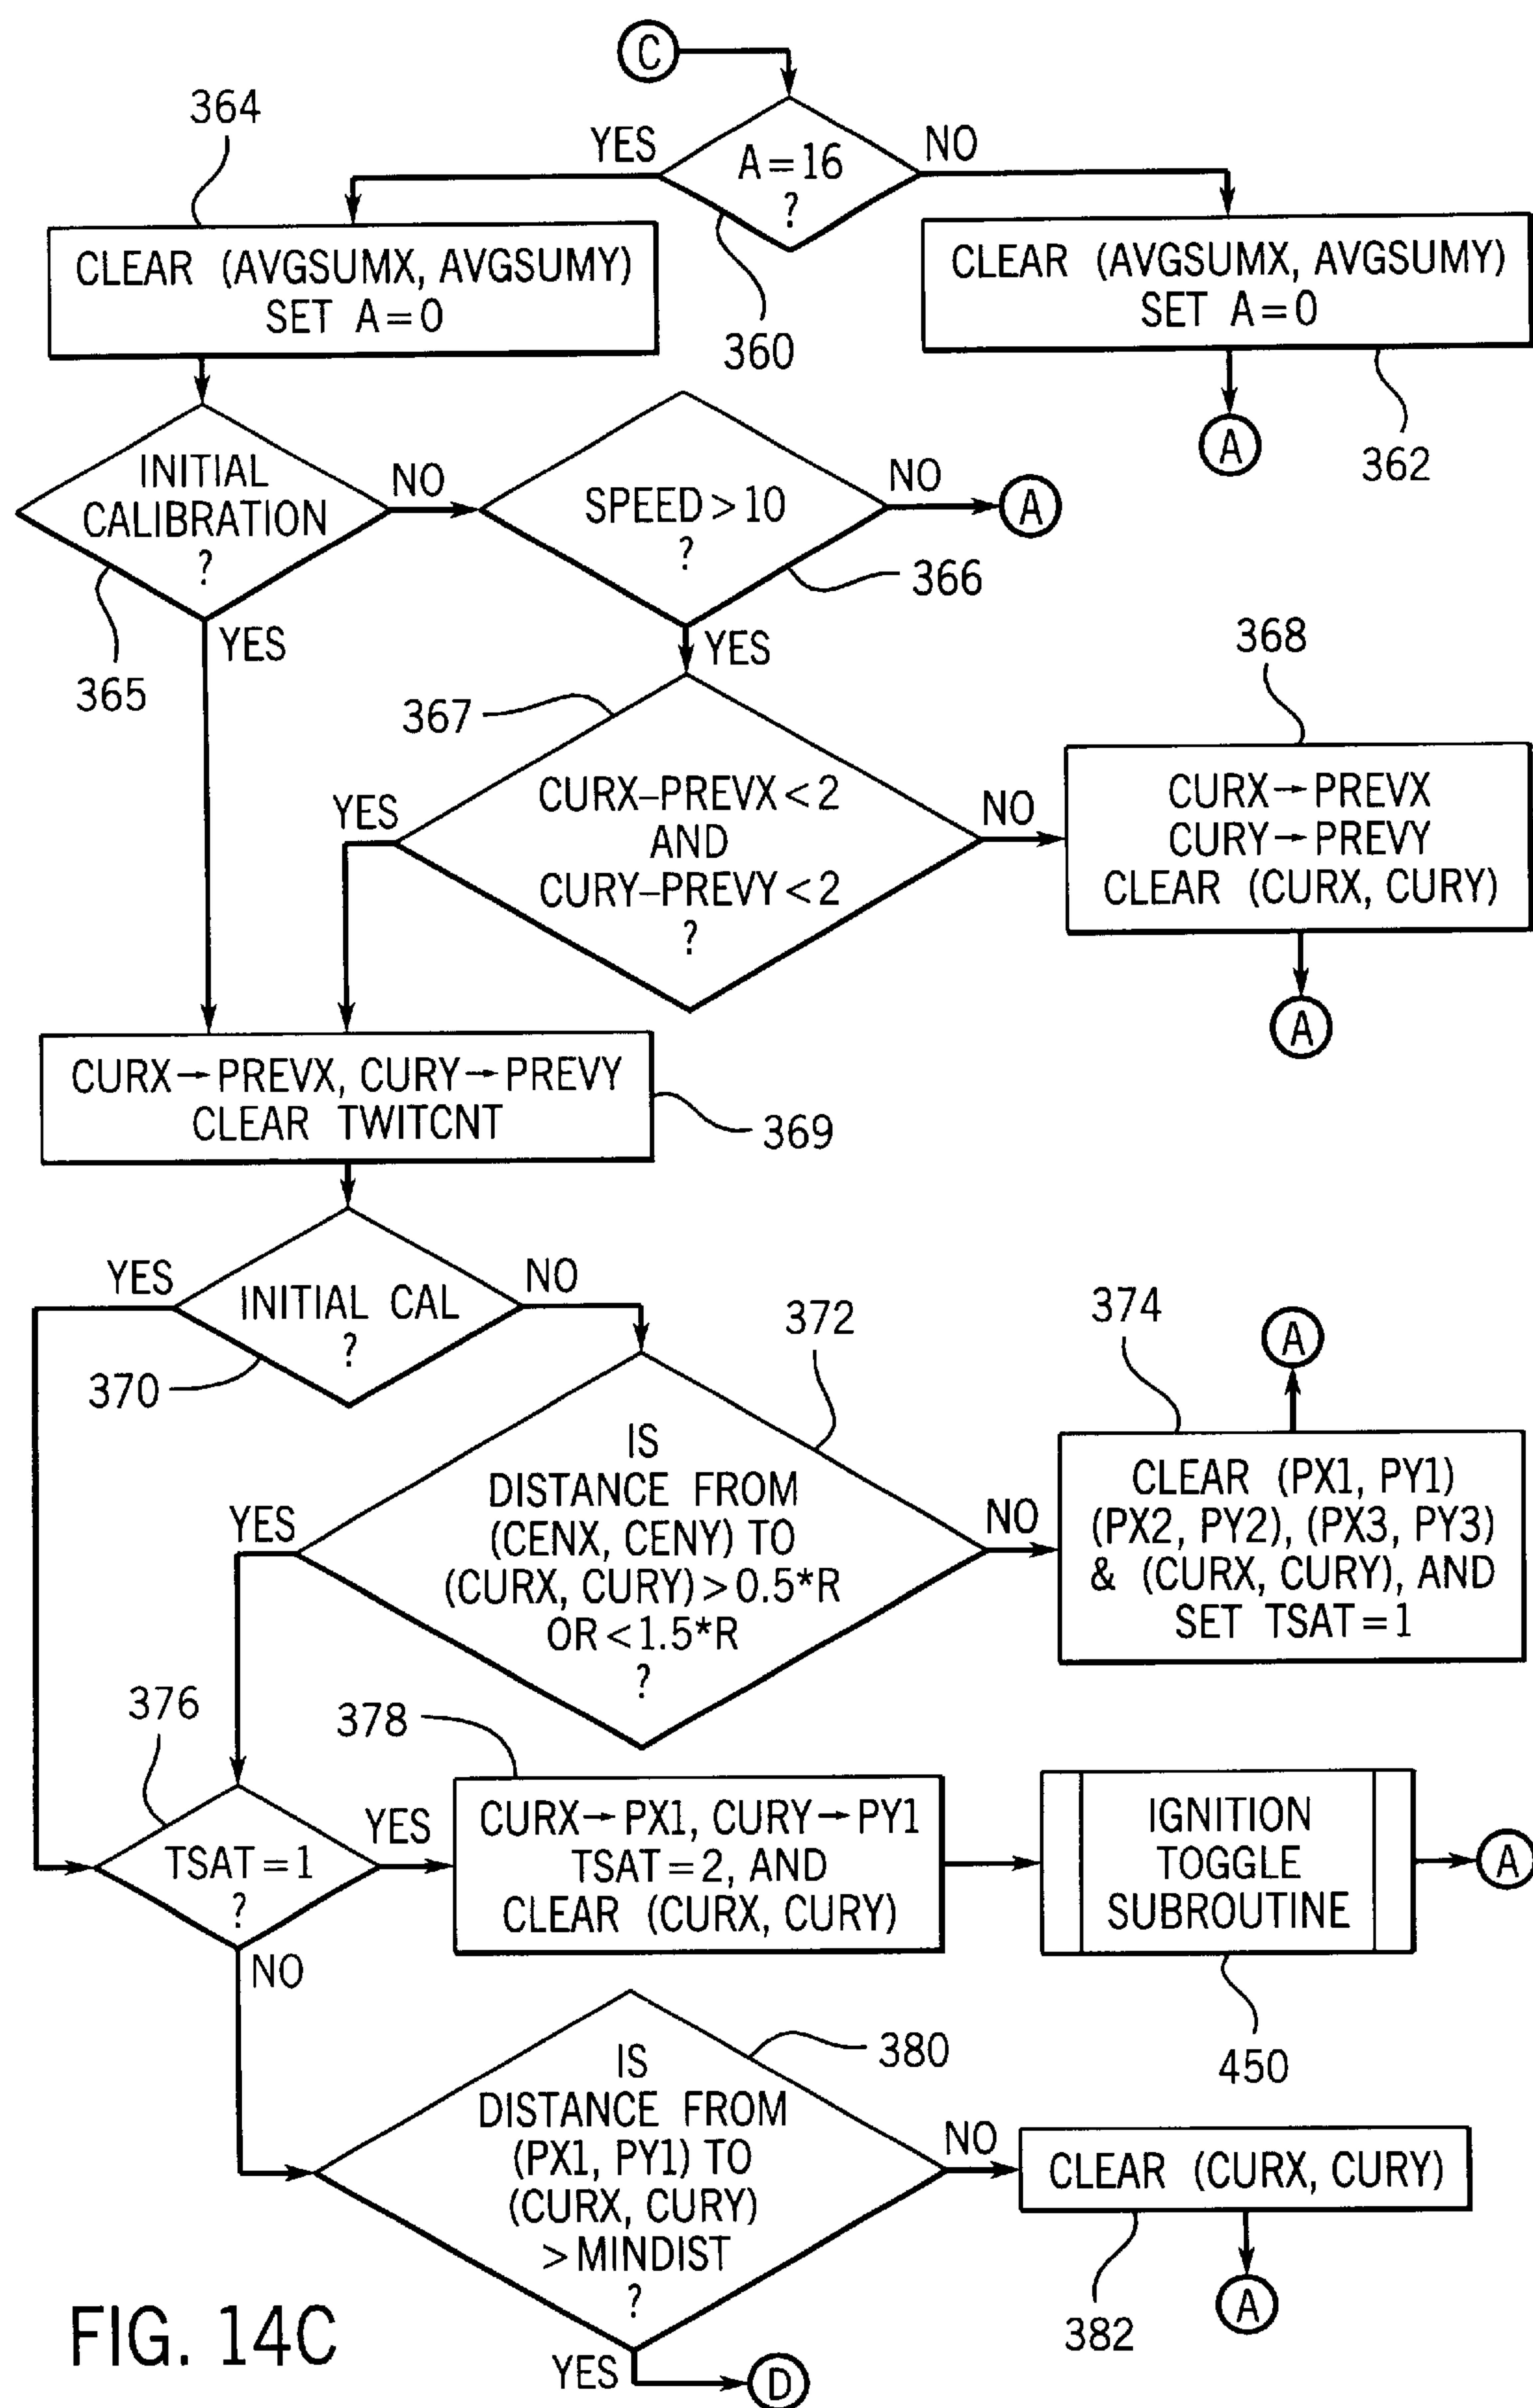 C
364
YES
A=16
?
NO
CLEAR (AVGSUMX, AVGSUMY)
SET A=0
360
CLEAR (AVGSUMX, AVGSUMY)
SET A=0
A
362
INITIAL
CALIBRATION
?
NO
SPEED>10
?
NO
A
366
365
YES
YES
367
368
YES
CURX–PREVX<2
AND
CURY–PREVY<2
?
NO
CURX→PREVX
CURY→PREVY
CLEAR (CURX, CURY)
A
CURX→PREVX, CURY→PREVY
CLEAR TWITCNT
369
YES
INITIAL CAL
?
NO
370
372
374
A
YES
IS
DISTANCE FROM
(CENX, CENY) TO
(CURX, CURY)>0.5*R
OR<1.5*R
?
NO
CLEAR (PX1, PY1)
(PX2, PY2), (PX3, PY3)
& (CURX, CURY), AND
SET TSAT=1
376
378
TSAT=1
?
YES
CURX→PX1, CURY→PY1
TSAT=2, AND
CLEAR (CURX, CURY)
IGNITION
TOGGLE
SUBROUTINE
A
NO
450
380
IS
DISTANCE FROM
(PX1, PY1) TO
(CURX, CURY)
>MINDIST
?
NO
CLEAR (CURX, CURY)
382
A
YES
D
FIG. 14C